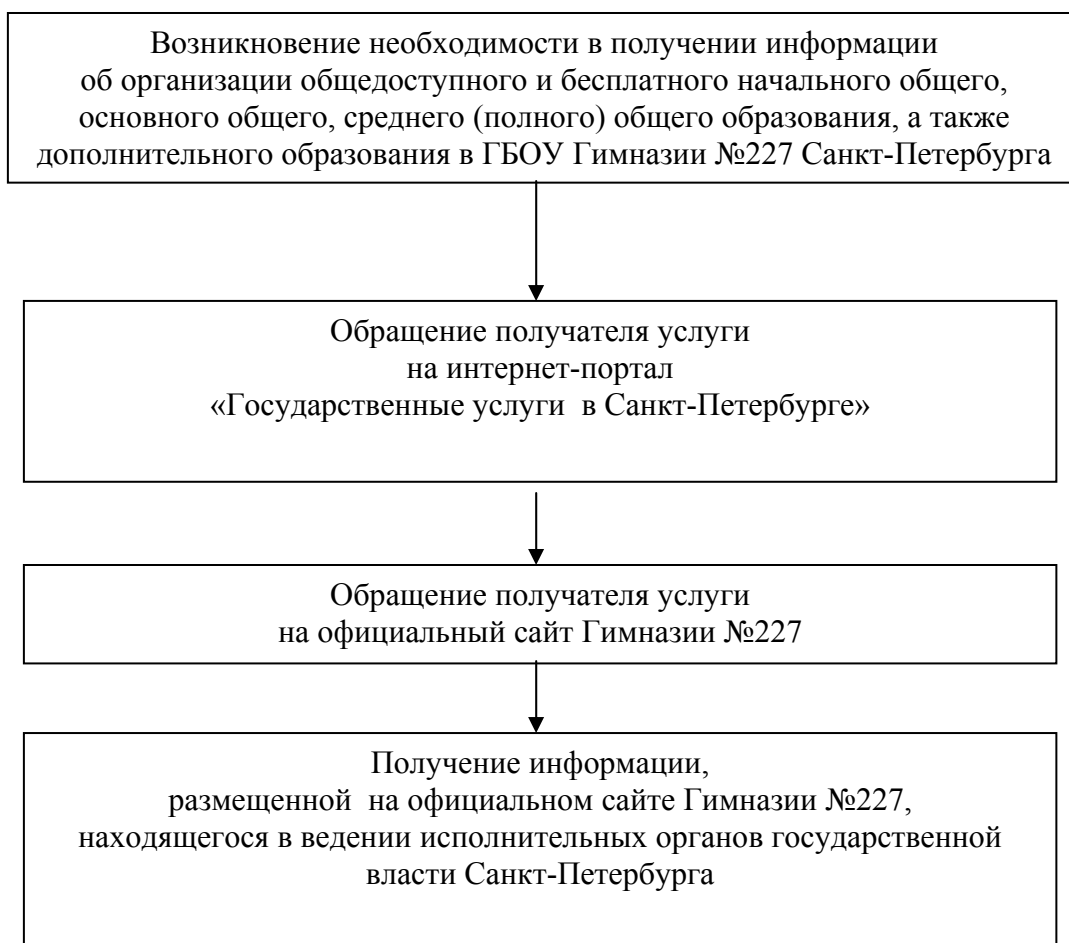 Возникновение необходимости в получении информации
об организации общедоступного и бесплатного начального общего,
основного общего, среднего (полного) общего образования, а также
дополнительного образования в ГБОУ Гимназии №227 Санкт-Петербурга
Обращение получателя услуги
на интернет-портал
«Государственные услуги в Санкт-Петербурге»
Обращение получателя услуги
на официальный сайт Гимназии №227
Получение информации,
размещенной на официальном сайте Гимназии №227,
находящегося в ведении исполнительных органов государственной
власти Санкт-Петербурга